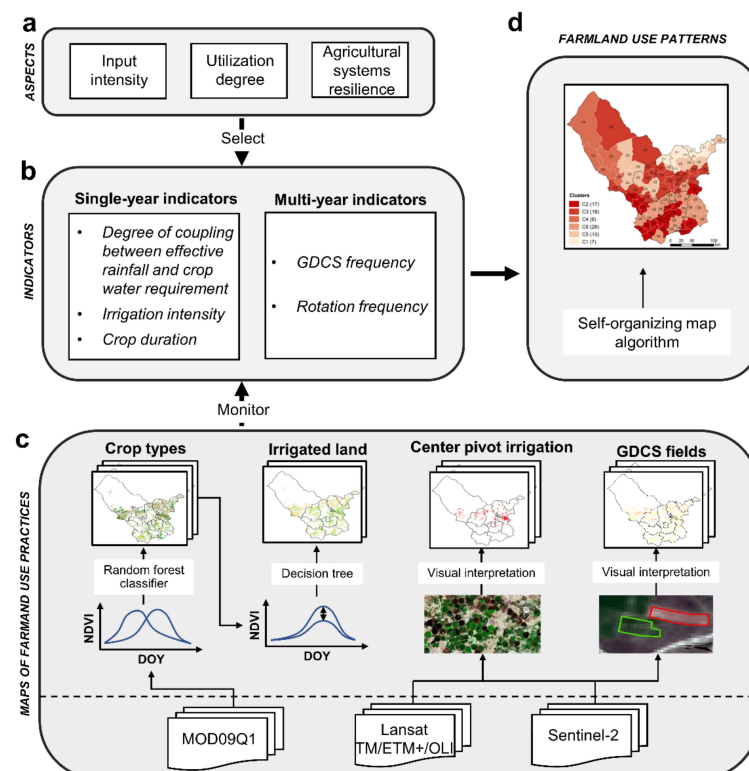 a
ASPECTS
Input
intensity
Utilization
degree
Agricultural
systems
resilience
Select
b
INDICATORS
Single-year indicators
• Degree of coupling
between effective
rainfall and crop
water requirement
• Irrigation intensity
• Crop duration
Multi-year indicators
• GDCS frequency
• Rotation frequency
d
FARMLAND USE PATTERNS
Clusters
C2 (17)
C3 (19)
C4 (6)
C6 (28)
C5 (13)
C1 (7)
Self-organizing map
algorithm
Monitor
c
MAPS OF FARMAND USE PRACTICES
Crop types
Irrigated land
Center pivot irrigation
GDCS fields
Random forest
classifier
Decision tree
Visual interpretation
Visual interpretation
NDVI
DOY
NDVI
DOY
MOD09Q1
Lansat
TM/ETM+/OLI
Sentinel-2